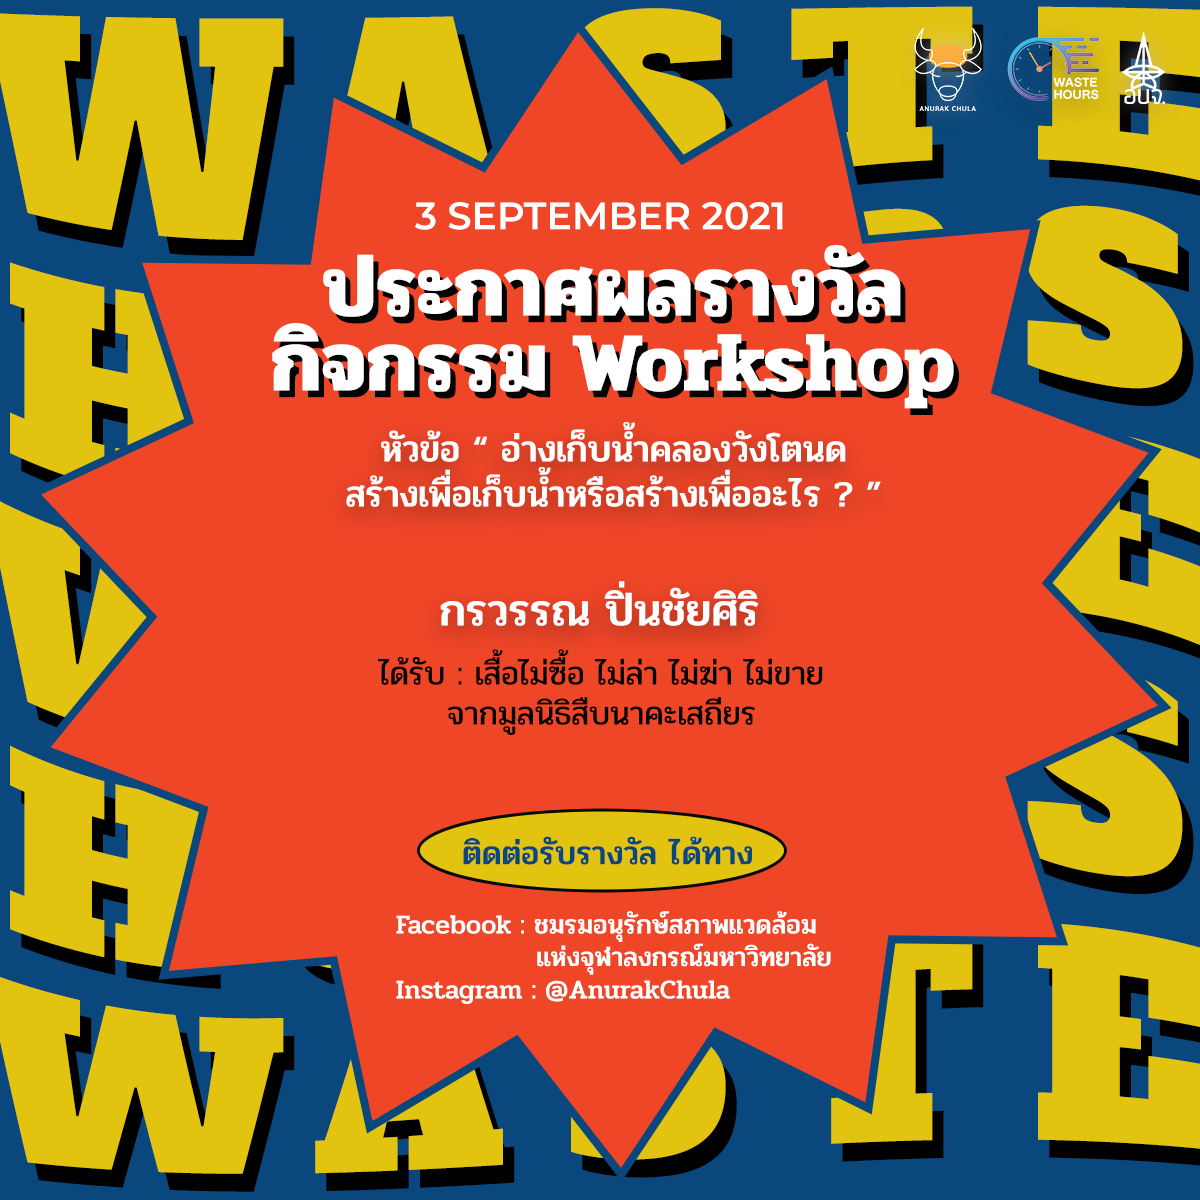 WASTE
ANURAK CHULA
WASTE
HOURS
อบจ.
3 SEPTEMBER 2021
ประกาศผลรางวัล
กิจกรรม Workshop
หัวข้อ “ อ่างเก็บน้ำคลองวังโตนด
สร้างเพื่อเก็บน้ำหรือสร้างเพื่ออะไร ? ”
กรวรรณ ปิ่นชัยศิริ
ได้รับ : เสื้อไม่ซื้อ ไม่ล่า ไม่ฆ่า ไม่ขาย
จากมูลนิธิสืบนาคะเสถียร
ติดต่อรับรางวัล ได้ทาง
Facebook : ชมรมอนุรักษ์สภาพแวดล้อม
แห่งจุฬาลงกรณ์มหาวิทยาลัย
Instagram : @AnurakChula
WASTE